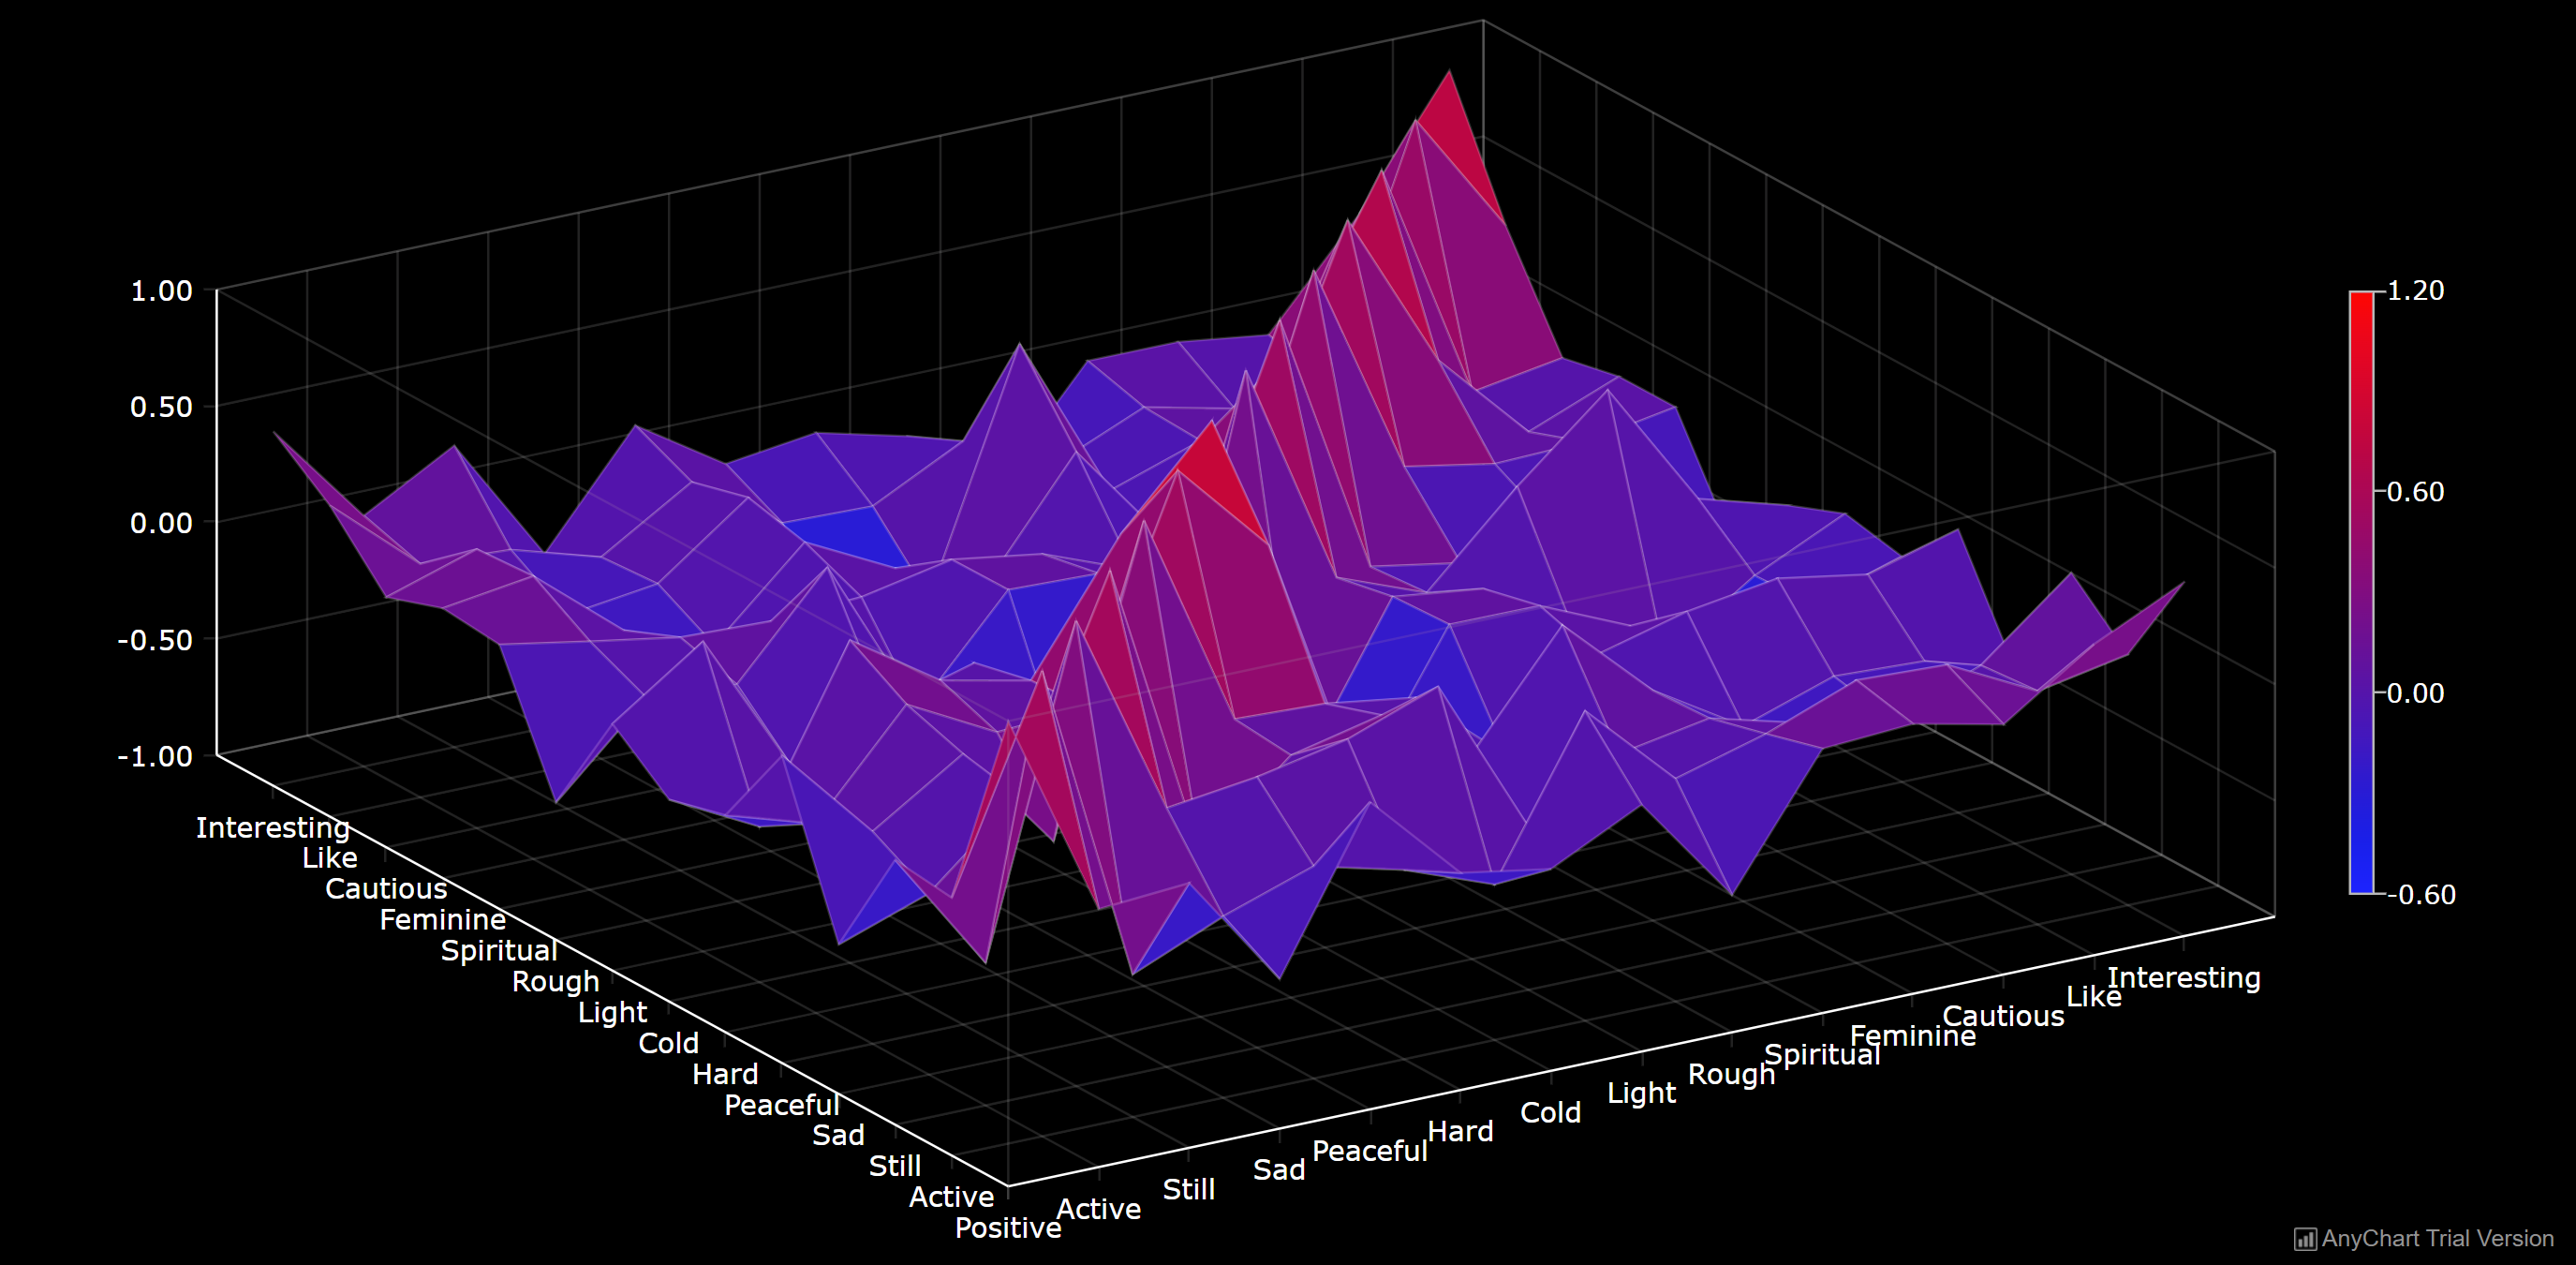 1.00
0.50
0.00
-0.50
-1.00
Interesting
Like
Cautious
Feminine
Spiritual
Rough
Light
Cold
Hard
Peaceful
Sad
Still
Active
Positive
Active
Still
Sad
Peaceful
Hard
Cold
Light
Rough
Spiritual
Feminine
Cautious
Like
Interesting
1.20
0.60
0.00
-0.60
AnyChart Trial Version